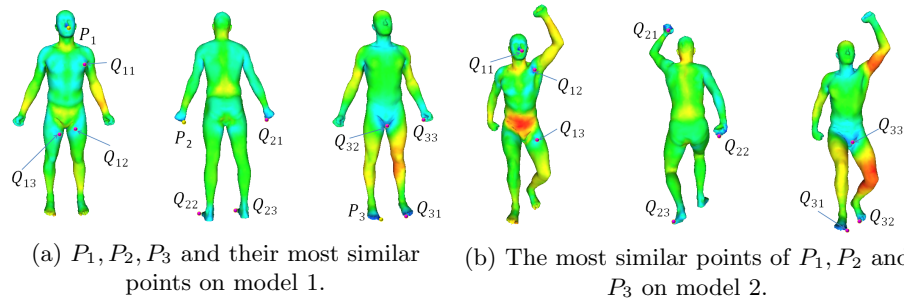 P₁
Q₁₁
Q₁₂
Q₁₃
P₂
Q₂₁
Q₂₂
Q₂₃
Q₃₂
Q₃₃
P₃
Q₃₁
Q₁₁
Q₁₂
Q₁₃
Q₂₁
Q₂₂
Q₂₃
Q₃₃
Q₃₁
Q₃₂
(a) P₁, P₂, P₃ and their most similar
points on model 1.
(b) The most similar points of P₁, P₂ and
P₃ on model 2.